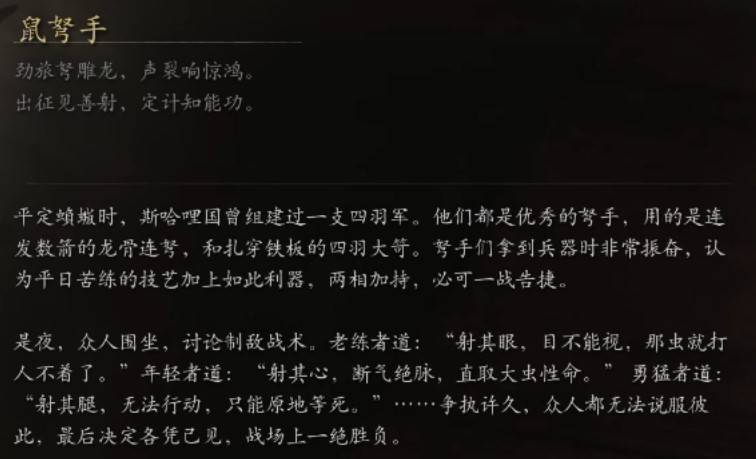 鼠弩手
劲旅弩雕龙，声裂响惊鸿。
出征见善射，定计知能功。
平定蝜蝂时，斯哈哩国曾组建过一支四羽军。他们都是优秀的弩手，用的是连
发数箭的龙骨连弩，和扎穿铁板的四羽大笴。弩手们拿到兵器时非常振奋，认
为平日苦练的技艺加上如此利器，两相加持，必可一战告捷。
是夜，众人围坐，讨论制敌战术。老练者道：“射其眼，目不能视，那虫就打
人不着了。”年轻者道：“射其心，断气绝脉，直取大虫性命。”勇猛者道：
“射其腿，无法行动，只能原地等死。”……争执许久，众人都无法说服彼
此，最后决定各凭己见，战场上一绝胜负。